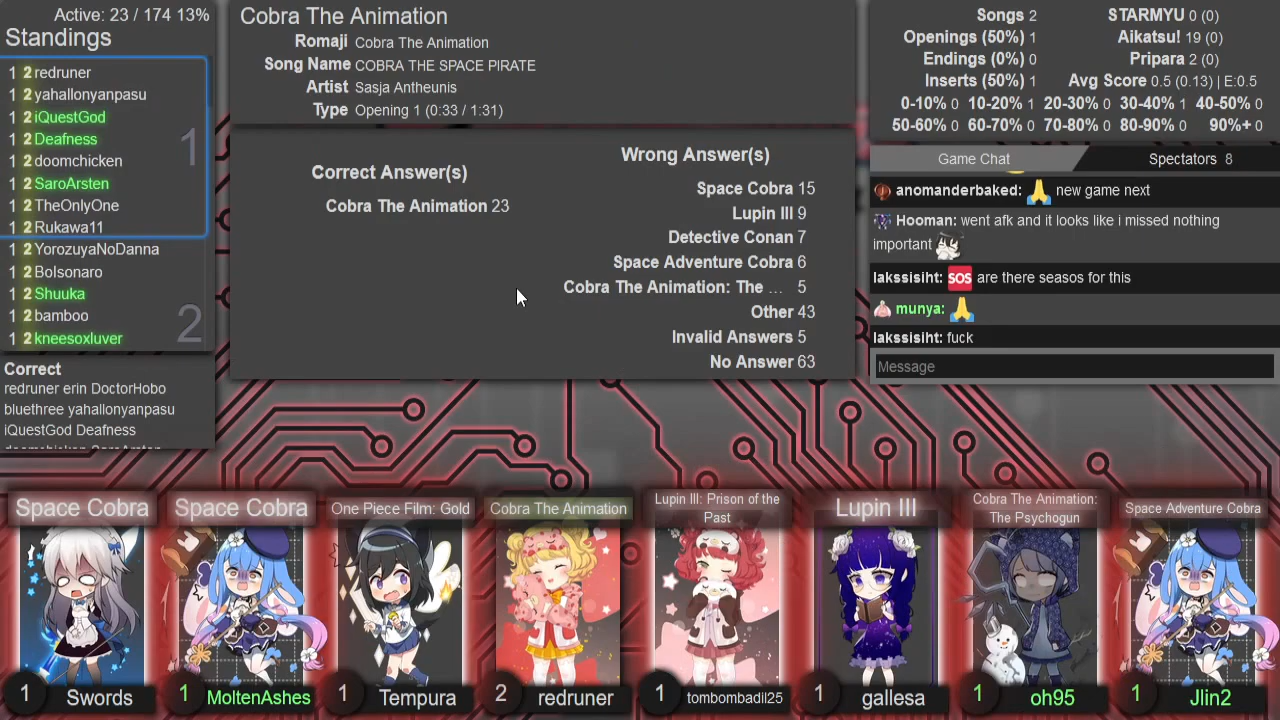 Active: 23 / 174 13%
Standings
1 2 redruner
1 2 yahallonyanpasu
1 2 iQuestGod
1 2 Deafness
1 2 doomchicken
1 2 SaroArsten
1 2 TheOnlyOne
1 2 Rukawa11
1
1 2 YorozuyaNoDanna
1 2 Bolsonaro
1 2 Shuuka
1 2 bamboo
1 2 kneesoxluver
2
Correct
redruner erin DoctorHobo
bluethree yahallonyanpasu
iQuestGod Deafness
doomchicken SaroArsten
Cobra The Animation
Romaji Cobra The Animation
Song Name COBRA THE SPACE PIRATE
Artist Sasja Antheunis
Type Opening 1 (0:33 / 1:31)
Correct Answer(s)
Cobra The Animation 23
Wrong Answer(s)
Space Cobra 15
Lupin III 9
Detective Conan 7
Space Adventure Cobra 6
Cobra The Animation: The ... 5
Other 43
Invalid Answers 5
No Answer 63
Songs 2 STARMYU 0 (0)
Openings (50%) 1 Aikatsu! 19 (0)
Endings (0%) 0 Pripara 2 (0)
Inserts (50%) 1 Avg Score 0.5 (0.13) | E:0.5
0-10% 0 10-20% 1 20-30% 0 30-40% 1 40-50% 0
50-60% 0 60-70% 0 70-80% 0 80-90% 0 90%+ 0
Game Chat Spectators 8
anomanderbaked: 🙏 new game next
Hooman: went afk and it looks like i missed nothing
important
lakssisiht: 🆘 are there seasos for this
munya: 🙏
lakssisiht: fuck
Message
Space Cobra
1 Swords
Space Cobra
1 MoltenAshes
One Piece Film: Gold
1 Tempura
Cobra The Animation
2 redruner
Lupin III: Prison of the
Past
1 tombombadil25
Lupin III
1 gallesa
Cobra The Animation:
The Psychogun
1 oh95
Space Adventure Cobra
1 Jlin2